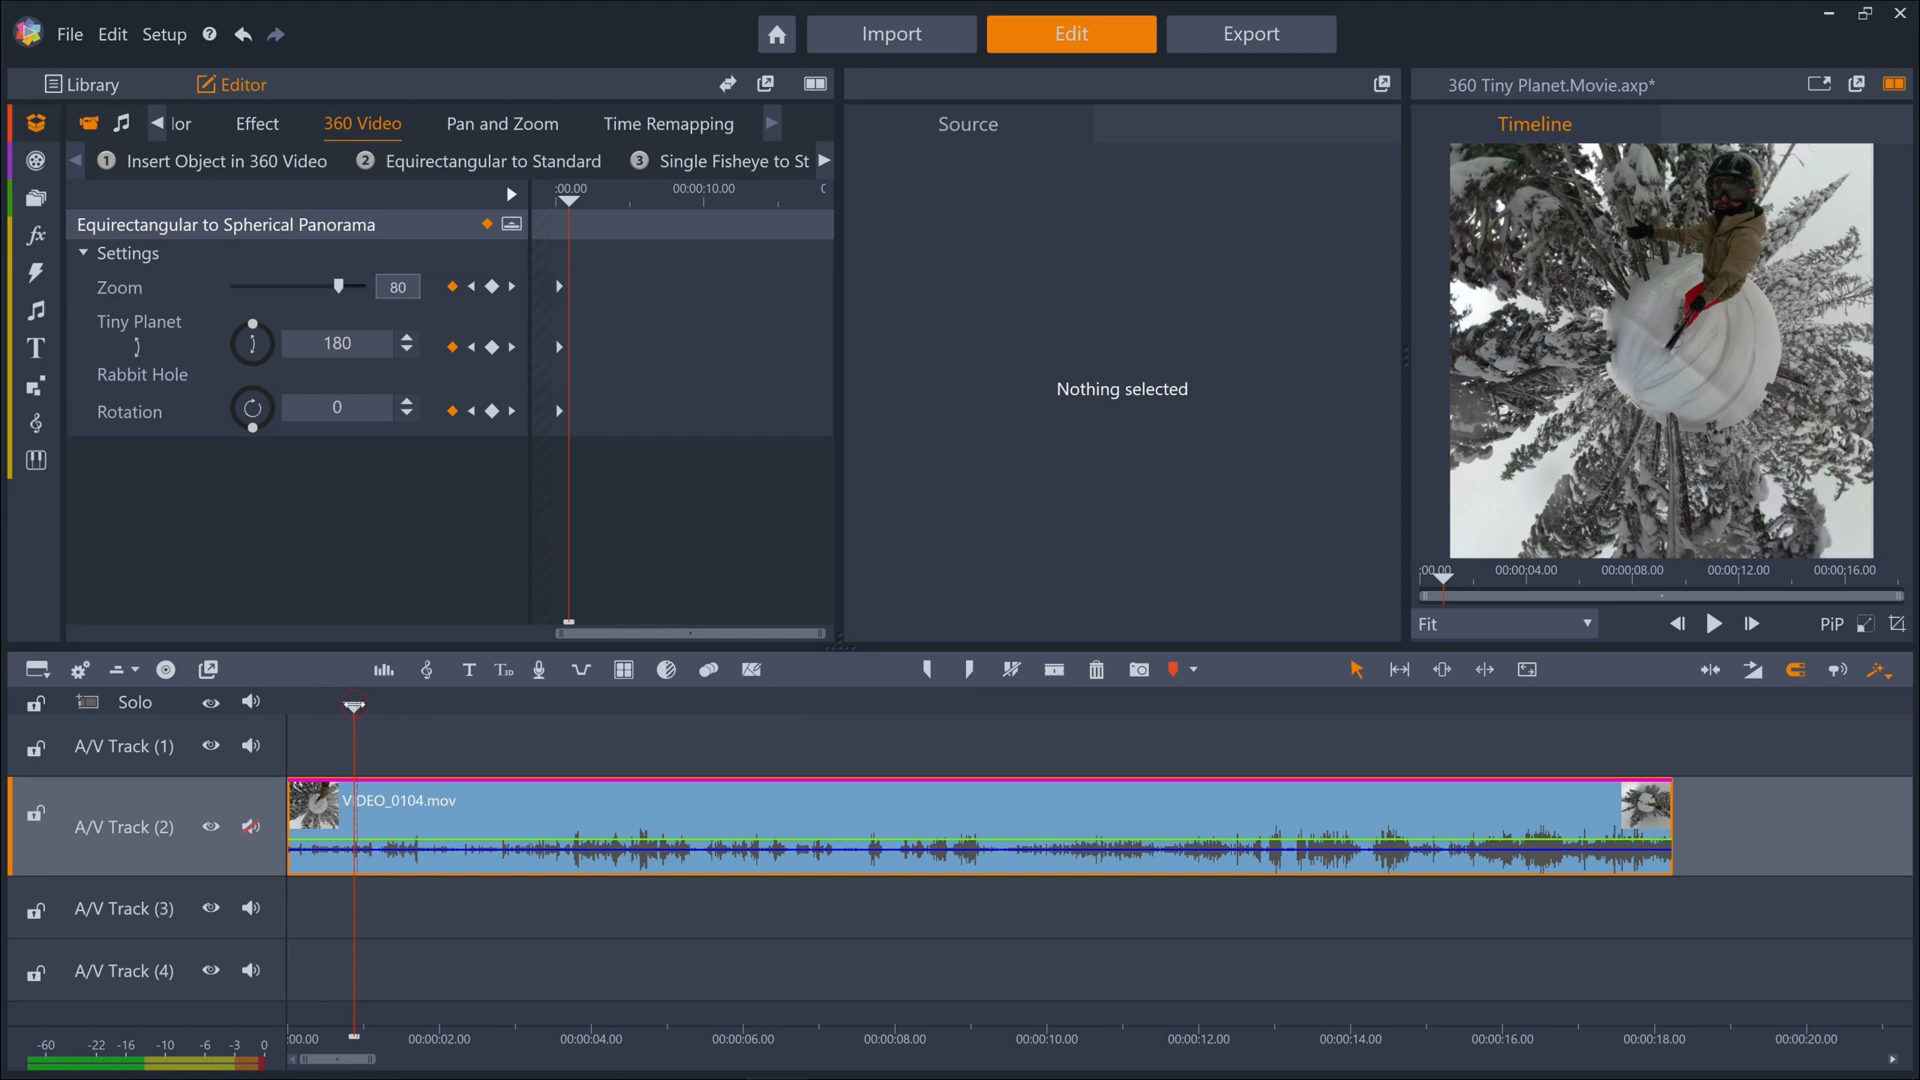 File Edit Setup
Import Edit Export
Library Editor
360 Tiny Planet.Movie.axp*
lor Effect 360 Video Pan and Zoom Time Remapping
Source
Timeline
1 Insert Object in 360 Video 2 Equirectangular to Standard 3 Single Fisheye to St
:00.00 00:00:10.00 0
Equirectangular to Spherical Panorama
Settings
Zoom 80
Tiny Planet
180
Rabbit Hole
Rotation 0
Nothing selected
:00.00 00:00:04.00 00:00:08.00 00:00:12.00 00:00:16.00
Fit
PiP
T T3D
Solo
A/V Track (1)
A/V Track (2)
VIDEO_0104.mov
A/V Track (3)
A/V Track (4)
:00.00 00:00:02.00 00:00:04.00 00:00:06.00 00:00:08.00 00:00:10.00 00:00:12.00 00:00:14.00 00:00:16.00 00:00:18.00 00:00:20.00
-60 -22 -16 -10 -6 -3 0